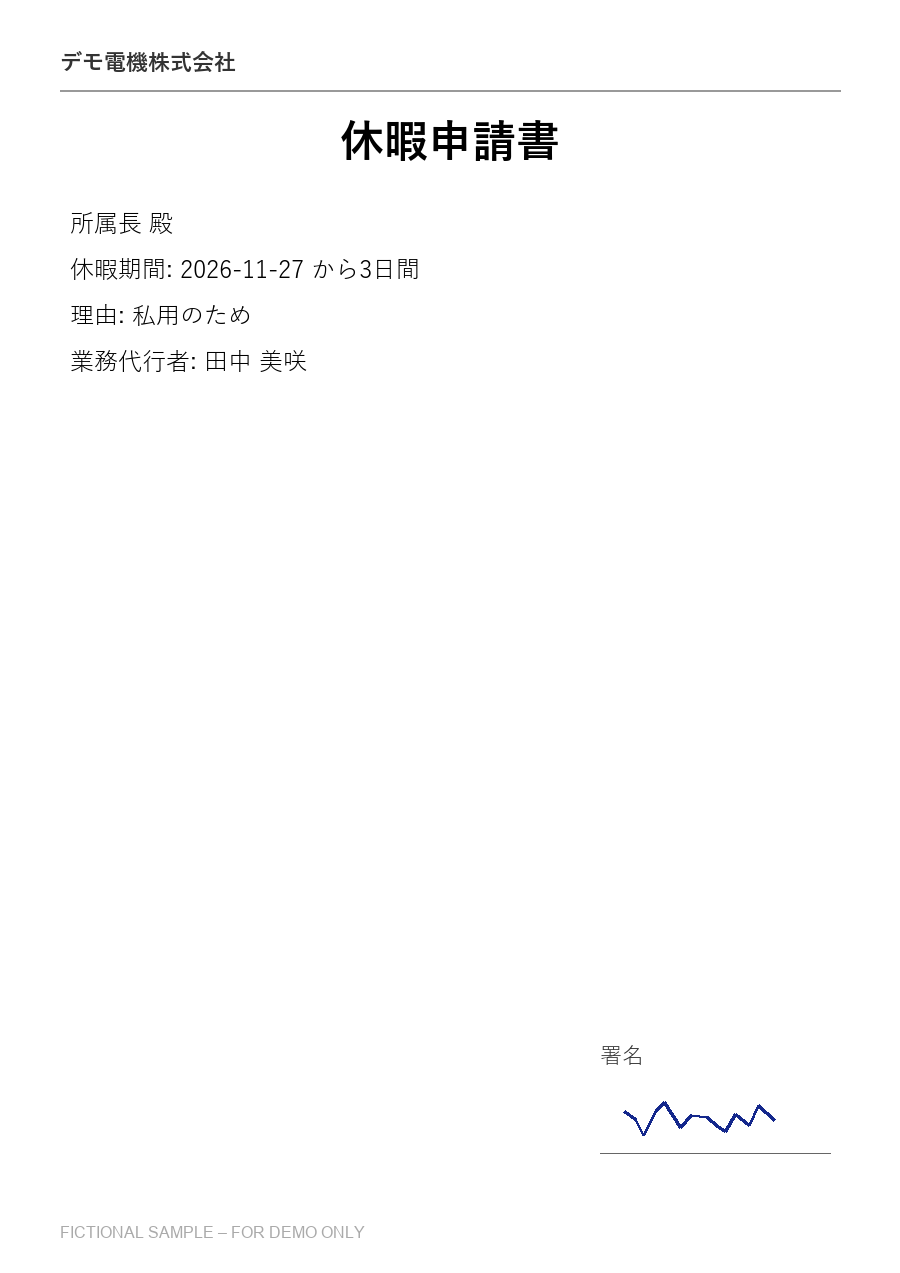 デモ電機株式会社
休暇申請書
所属長 殿
休暇期間: 2026-11-27 から3日間
理由: 私用のため
業務代行者: 田中 美咲
署名
FICTIONAL SAMPLE – FOR DEMO ONLY